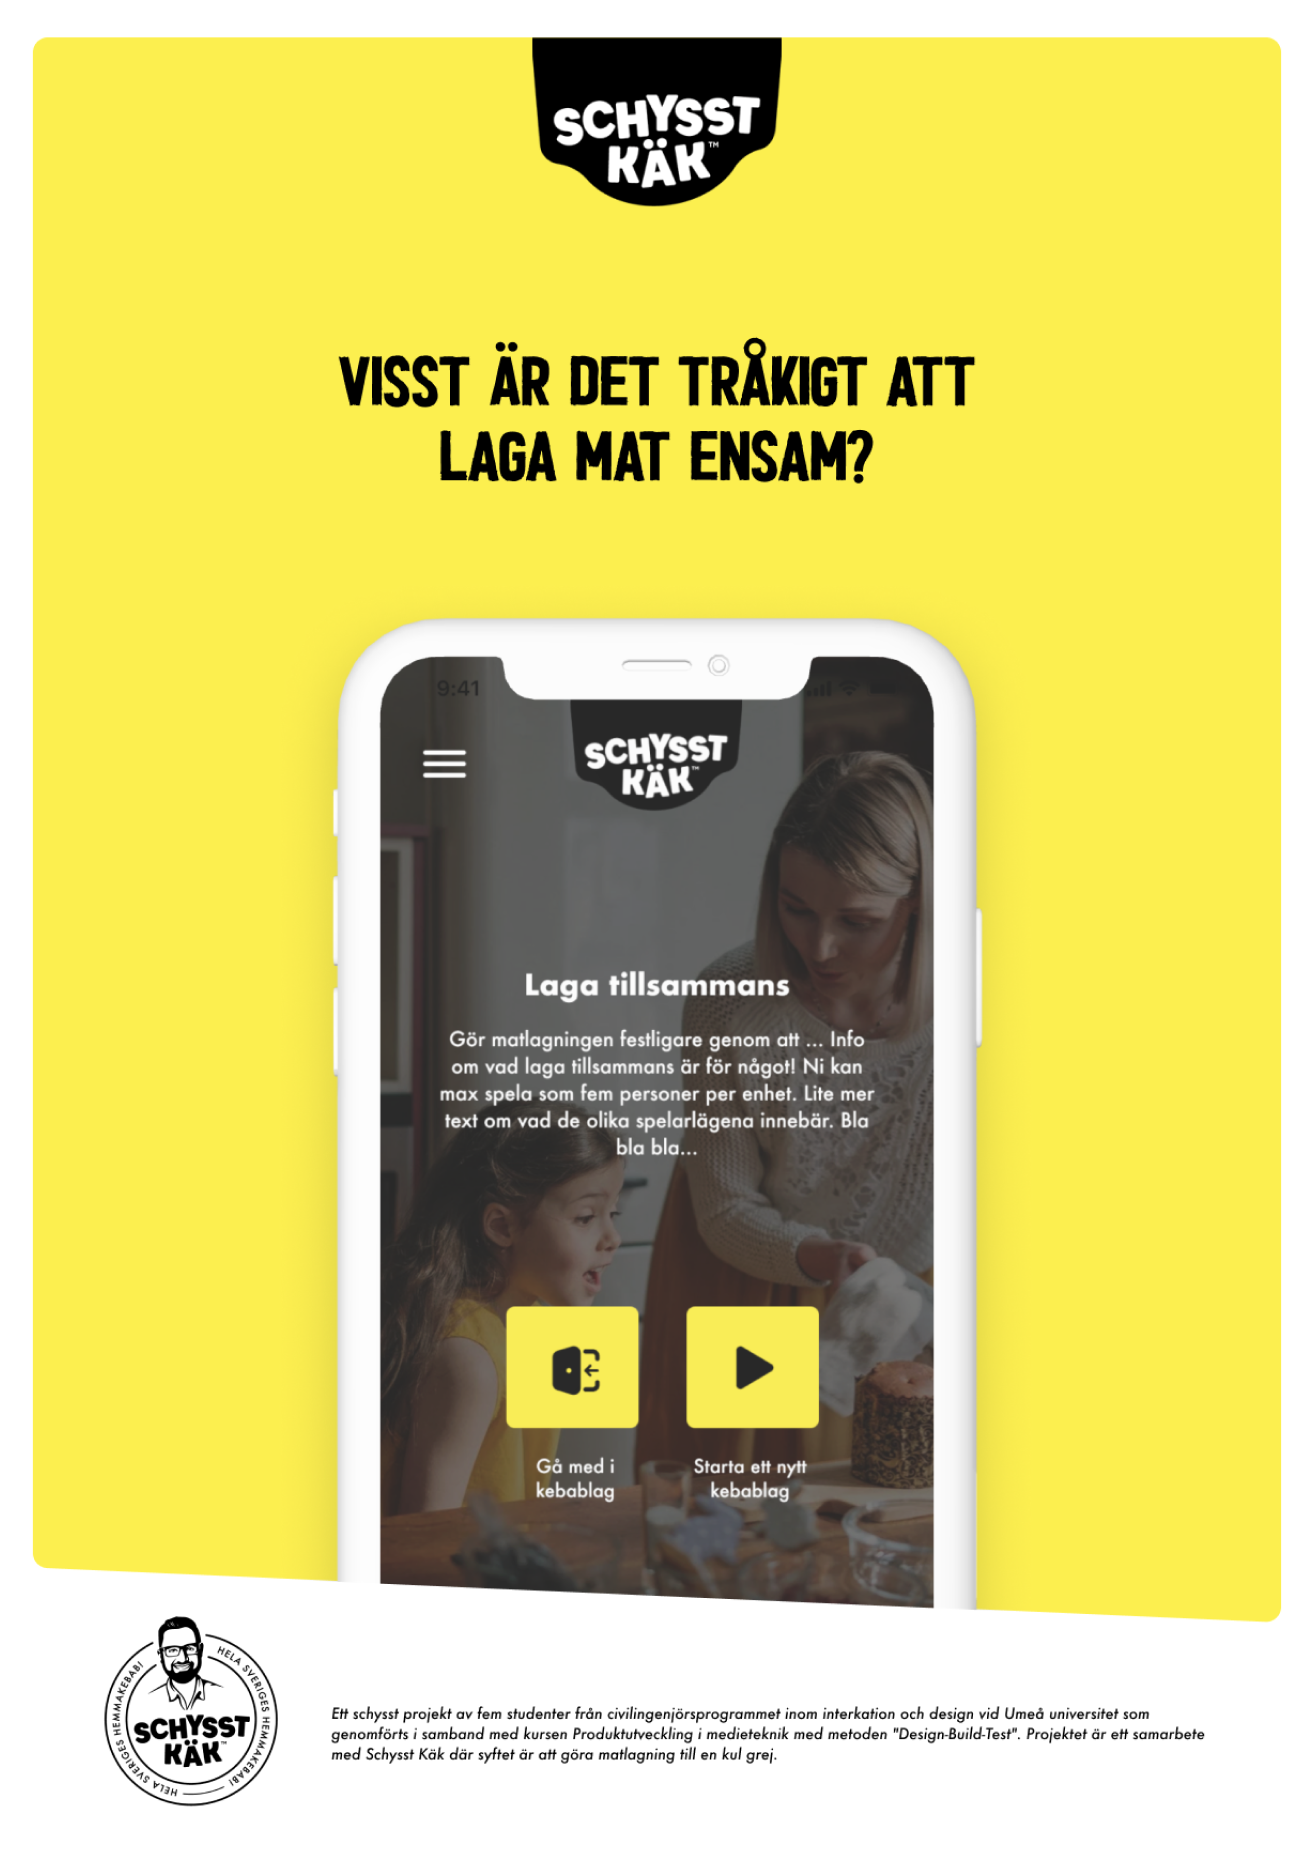 SCHYSST
KÄK™
VISST ÄR DET TRÅKIGT ATT
LAGA MAT ENSAM?
9:41
SCHYSST
KÄK™
Laga tillsammans
Gör matlagningen festligare genom att ... Info
om vad laga tillsammans är för något! Ni kan
max spela som fem personer per enhet. Lite mer
text om vad de olika spelarlägena innebär. Bla
bla bla...
Gå med i
kebablag
Starta ett nytt
kebablag
HELA SVERIGES HEMMAKEBAB!
HELA SVERIGES HEMMAKEBAB!
SCHYSST
KÄK™
Ett schysst projekt av fem studenter från civilingenjörsprogrammet inom interkation och design vid Umeå universitet som
genomförts i samband med kursen Produktutveckling i medieteknik med metoden "Design-Build-Test". Projektet är ett samarbete
med Schysst Käk där syftet är att göra matlagning till en kul grej.